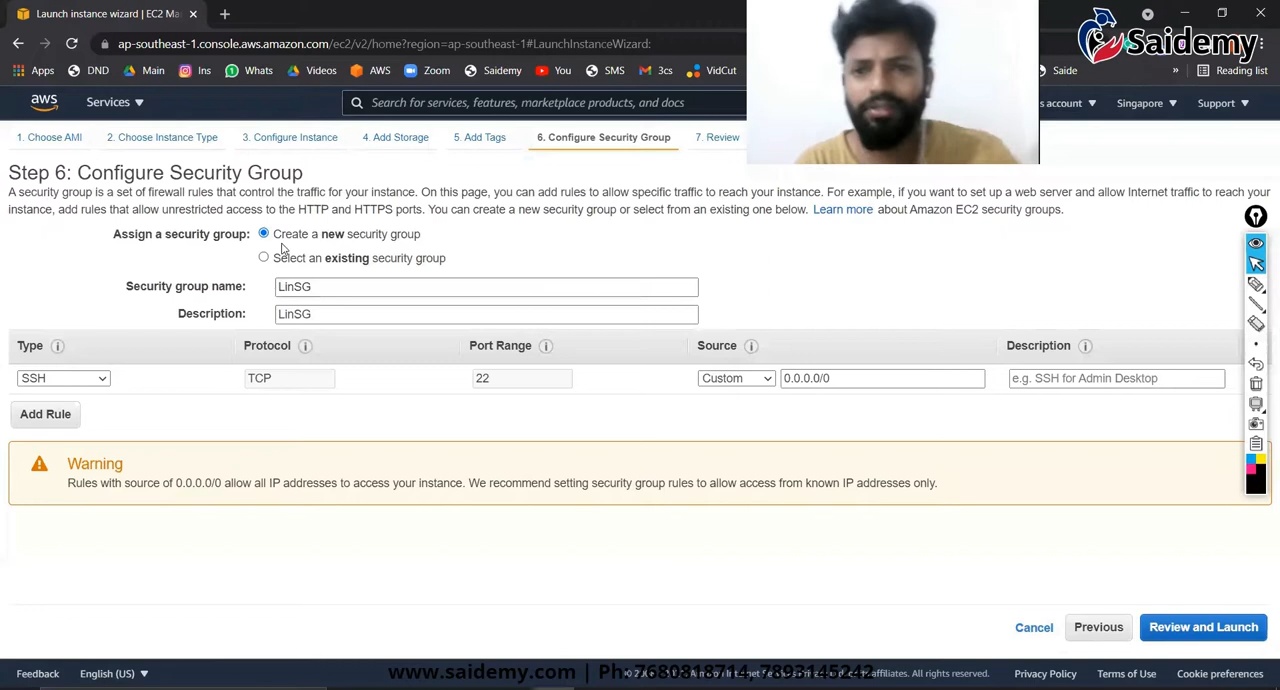 Launch instance wizard | EC2 Ma
ap-southeast-1.console.aws.amazon.com/ec2/v2/home?region=ap-southeast-1#LaunchInstanceWizard:
Saidemy
Apps DND Main Ins Whats Videos AWS Zoom Saidemy You SMS 3cs VidCut Saide » Reading list
aws Services Search for services, features, marketplace products, and docs s account Singapore Support
1. Choose AMI 2. Choose Instance Type 3. Configure Instance 4. Add Storage 5. Add Tags 6. Configure Security Group 7. Review
Step 6: Configure Security Group
A security group is a set of firewall rules that control the traffic for your instance. On this page, you can add rules to allow specific traffic to reach your instance. For example, if you want to set up a web server and allow Internet traffic to reach your
instance, add rules that allow unrestricted access to the HTTP and HTTPS ports. You can create a new security group or select from an existing one below. Learn more about Amazon EC2 security groups.
Assign a security group: Create a new security group
Select an existing security group
Security group name: LinSG
Description: LinSG
Type Protocol Port Range Source Description
SSH TCP 22 Custom 0.0.0.0/0 e.g. SSH for Admin Desktop
Add Rule
Warning
Rules with source of 0.0.0.0/0 allow all IP addresses to access your instance. We recommend setting security group rules to allow access from known IP addresses only.
Cancel Previous Review and Launch
Feedback English (US) www.saidemy.com | Ph:7680818714, 7893145242 affiliates. All rights reserved. Privacy Policy Terms of Use Cookie preferences